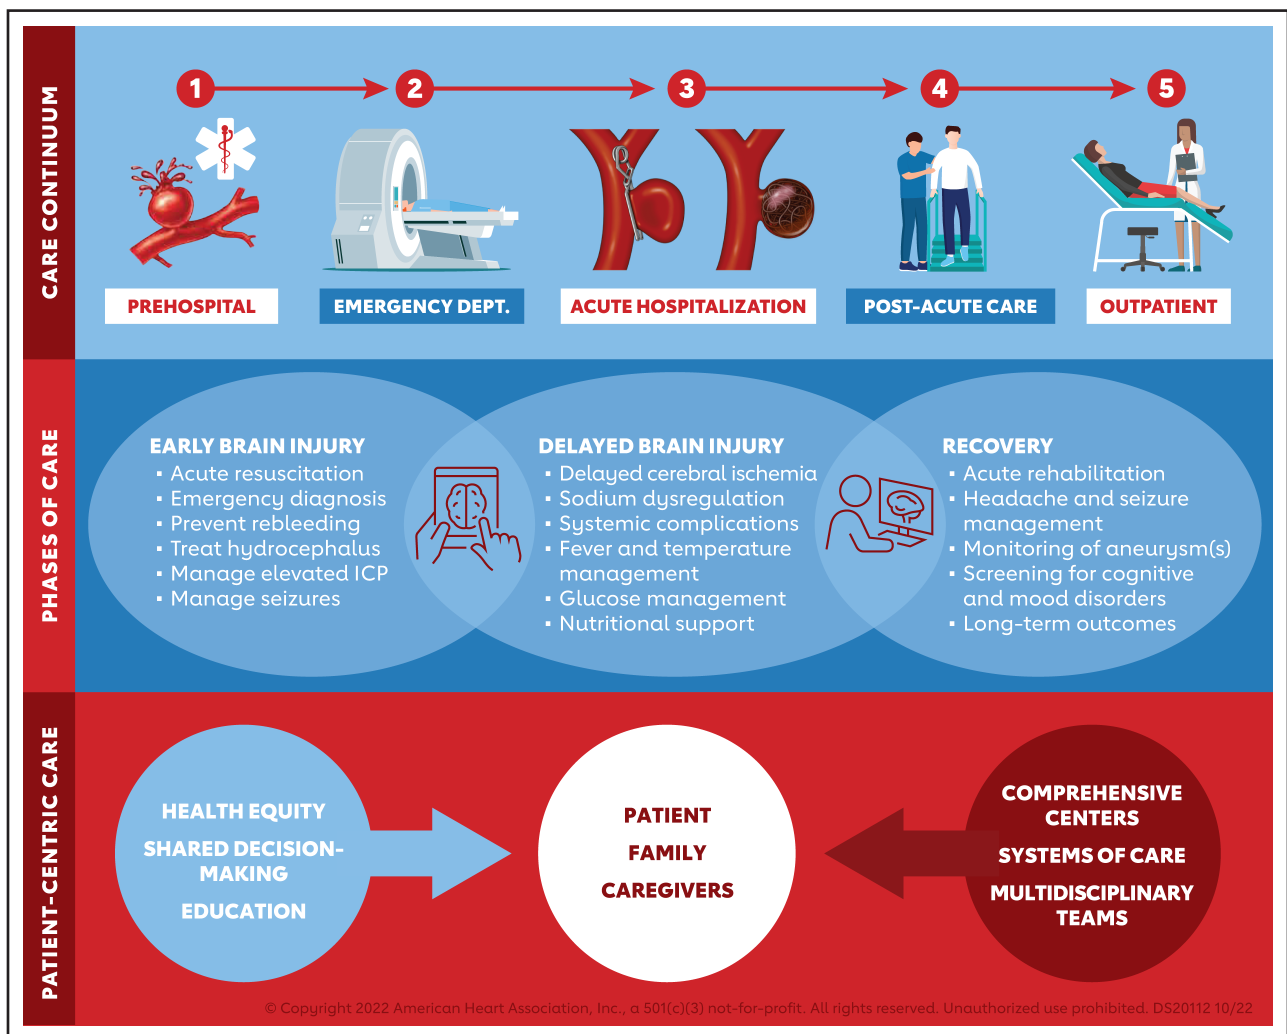 CARE CONTINUUM
1
2
3
4
5
PREHOSPITAL
EMERGENCY DEPT.
ACUTE HOSPITALIZATION
POST-ACUTE CARE
OUTPATIENT
PHASES OF CARE
EARLY BRAIN INJURY
▪ Acute resuscitation
▪ Emergency diagnosis
▪ Prevent rebleeding
▪ Treat hydrocephalus
▪ Manage elevated ICP
▪ Manage seizures
DELAYED BRAIN INJURY
▪ Delayed cerebral ischemia
▪ Sodium dysregulation
▪ Systemic complications
▪ Fever and temperature
management
▪ Glucose management
▪ Nutritional support
RECOVERY
▪ Acute rehabilitation
▪ Headache and seizure
management
▪ Monitoring of aneurysm(s)
▪ Screening for cognitive
and mood disorders
▪ Long-term outcomes
PATIENT-CENTRIC CARE
HEALTH EQUITY
SHARED DECISION-
MAKING
EDUCATION
PATIENT
FAMILY
CAREGIVERS
COMPREHENSIVE
CENTERS
SYSTEMS OF CARE
MULTIDISCIPLINARY
TEAMS
© Copyright 2022 American Heart Association, Inc., a 501(c)(3) not-for-profit. All rights reserved. Unauthorized use prohibited. DS20112 10/22